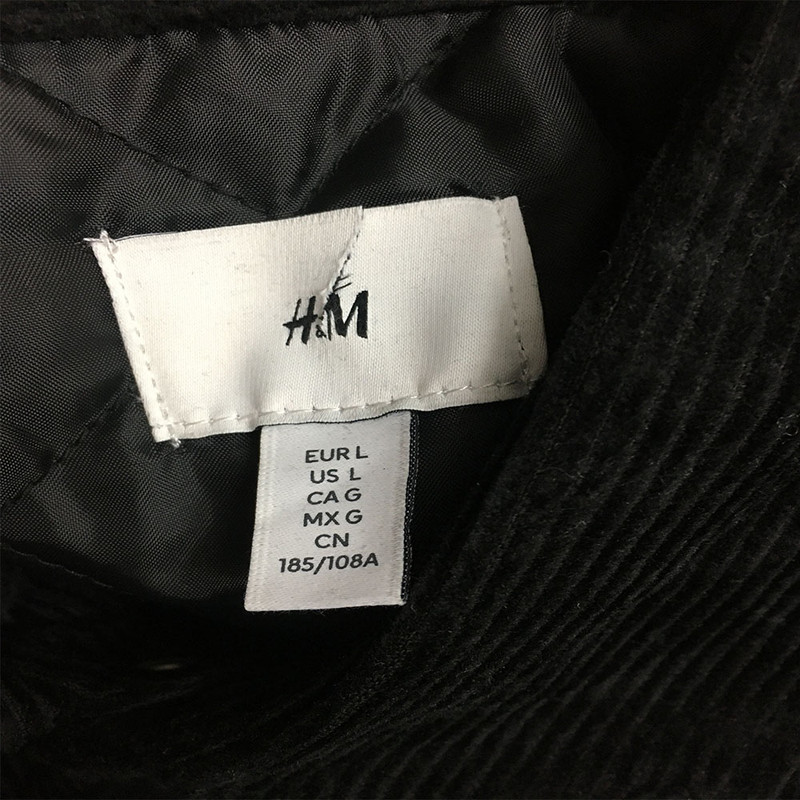 H&M
EUR L
US L
CA G
MX G
CN
185/108A